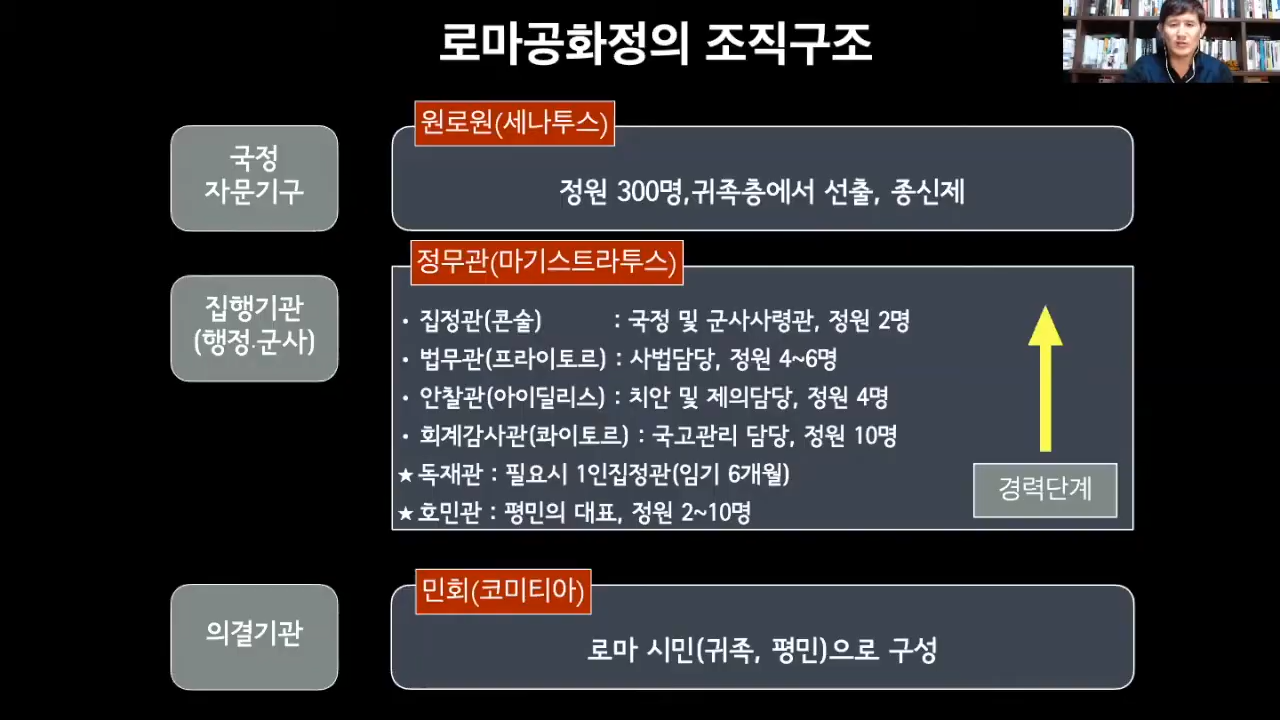 로마공화정의 조직구조
국정
자문기구
원로원(세나투스)
정원 300명,귀족층에서 선출, 종신제
집행기관
(행정·군사)
정무관(마기스트라투스)
• 집정관(콘술) : 국정 및 군사사령관, 정원 2명
• 법무관(프라이토르) : 사법담당, 정원 4~6명
• 안찰관(아이딜리스) : 치안 및 제의담당, 정원 4명
• 회계감사관(콰이토르) : 국고관리 담당, 정원 10명
★독재관 : 필요시 1인집정관(임기 6개월)
★호민관 : 평민의 대표, 정원 2~10명
경력단계
의결기관
민회(코미티아)
로마 시민(귀족, 평민)으로 구성